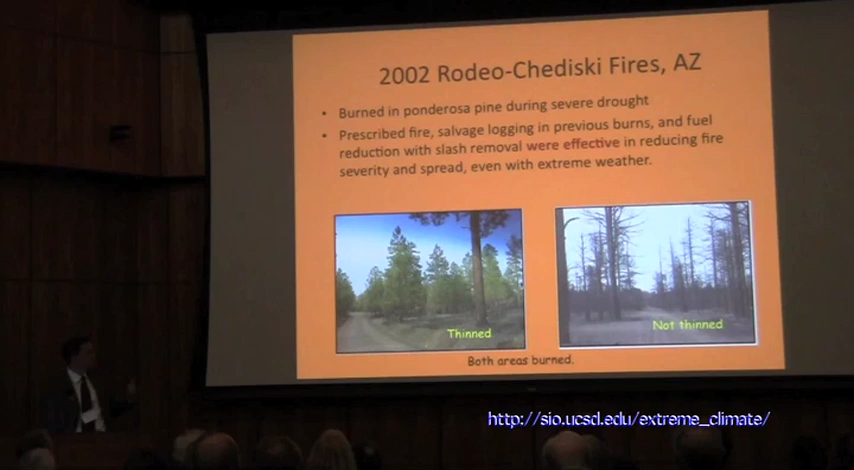 2002 Rodeo-Chediski Fires, AZ
• Burned in ponderosa pine during severe drought
• Prescribed fire, salvage logging in previous burns, and fuel
reduction with slash removal were effective in reducing fire
severity and spread, even with extreme weather.
Thinned
Not thinned
Both areas burned.
http://sio.ucsd.edu/extreme_climate/